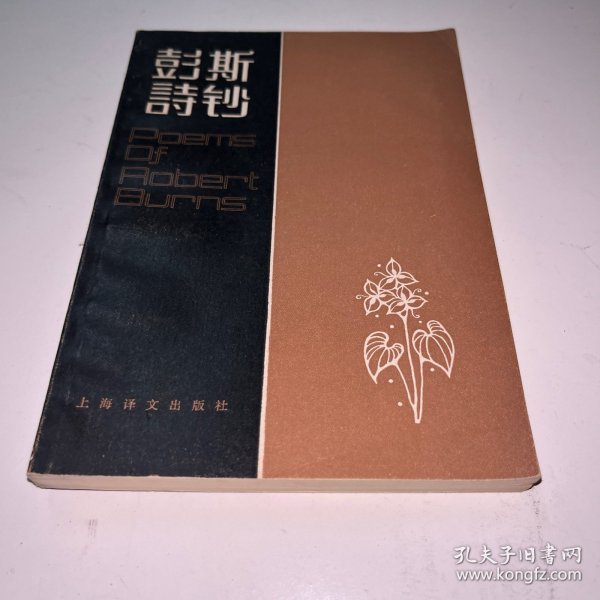 彭斯
詩钞
Poems
Of
Robert
Burns
上海译文出版社
孔夫子旧书网
www.kongfz.com